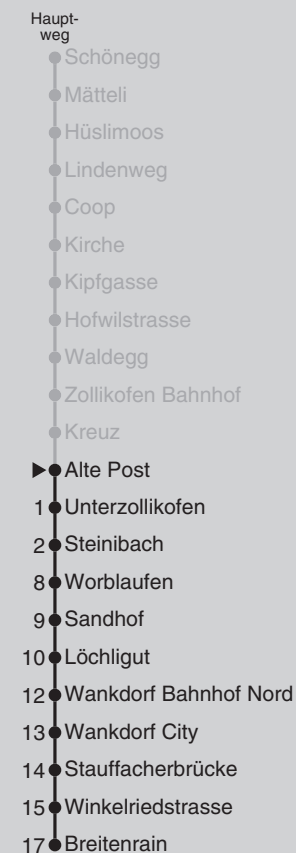 Haupt-
weg
Schönegg
Mätteli
Hüslimoos
Lindenweg
Coop
Kirche
Kipfgasse
Hofwilstrasse
Waldegg
Zollikofen Bahnhof
Kreuz
Alte Post
1 Unterzollikofen
2 Steinibach
8 Worblaufen
9 Sandhof
10 Löchligut
12 Wankdorf Bahnhof Nord
13 Wankdorf City
14 Stauffacherbrücke
15 Winkelriedstrasse
17 Breitenrain